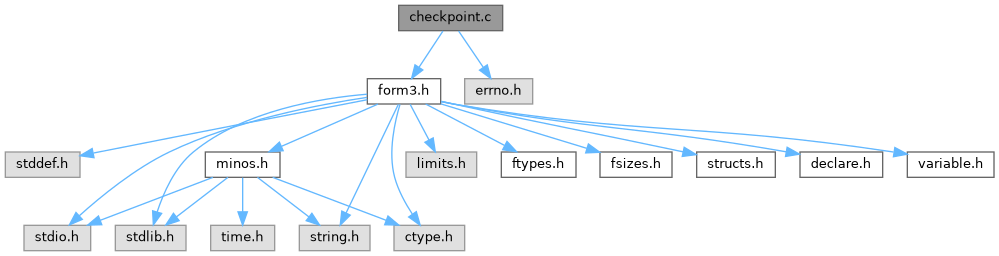 checkpoint.c
form3.h
errno.h
stddef.h
minos.h
limits.h
ftypes.h
fsizes.h
structs.h
declare.h
variable.h
stdio.h
stdlib.h
time.h
string.h
ctype.h